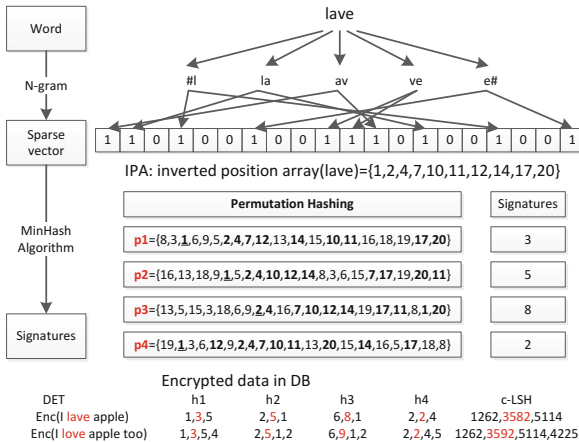 Word
N-gram
Sparse vector
MinHash Algorithm
Signatures
lave
#l la av ve e#
1 1 0 1 0 0 1 0 0 1 1 1 0 1 0 0 1 0 0 1
IPA: inverted position array(lave)={1,2,4,7,10,11,12,14,17,20}
Permutation Hashing Signatures
p1={8,3,1,6,9,5,2,4,7,12,13,14,15,10,11,16,18,19,17,20} 3
p2={16,13,18,9,1,5,2,4,10,12,14,8,3,6,15,7,17,19,20,11} 5
p3={13,5,15,3,18,6,9,2,4,16,7,10,12,14,19,17,11,8,1,20} 8
p4={19,1,3,6,12,9,2,4,7,10,11,13,20,15,14,16,5,17,18,8} 2
Encrypted data in DB
DET h1 h2 h3 h4 c-LSH
Enc(I lave apple) 1,3,5 2,5,1 6,8,1 2,2,4 1262,3582,5114
Enc(I love apple too) 1,3,5,4 2,5,1,2 6,9,1,2 2,2,4,5 1262,3592,5114,4225